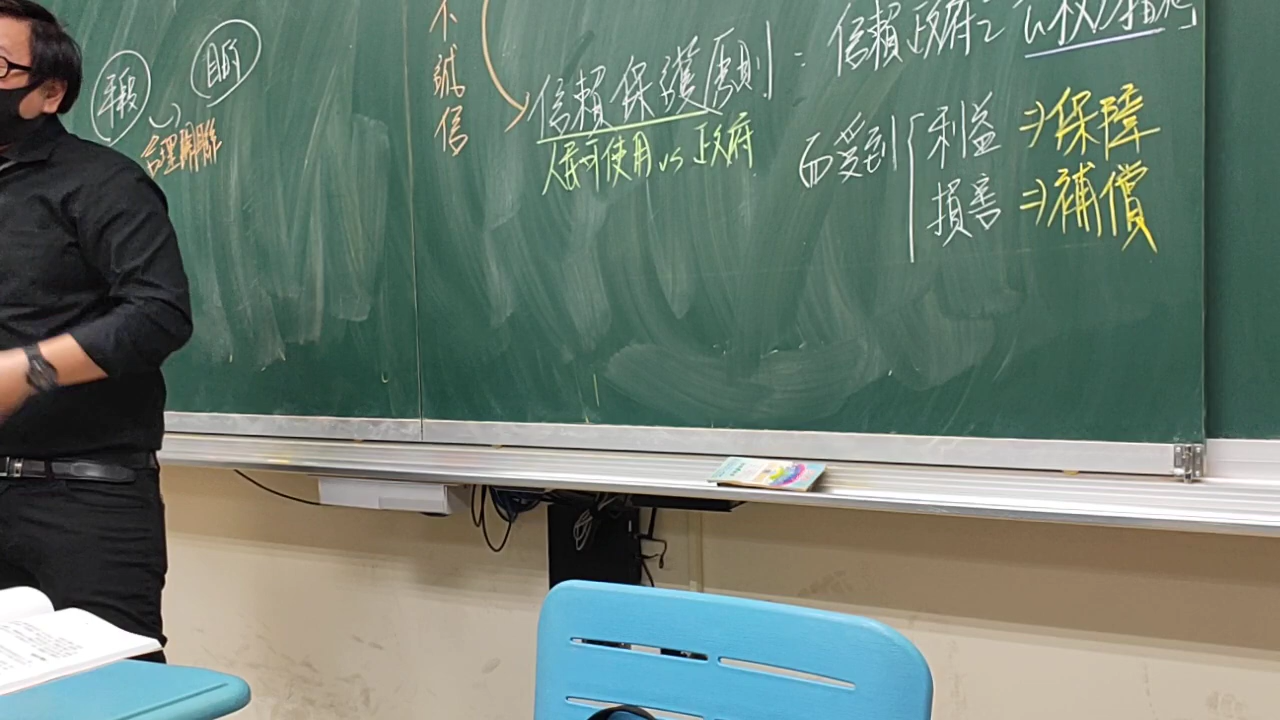 手段
目的
合理關聯
不誠信
信賴保護原則：信賴政府之「公權力措施」
人民可使用 vs 政府
而受到
利益⇒保障
損害⇒補償